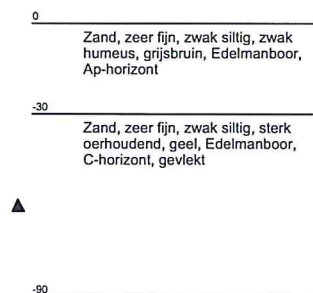 0
Zand, zeer fijn, zwak siltig, zwak
humeus, grijsbruin, Edelmanboor,
Ap-horizont
-30
Zand, zeer fijn, zwak siltig, sterk
oerhoudend, geel, Edelmanboor,
C-horizont, gevlekt
-90